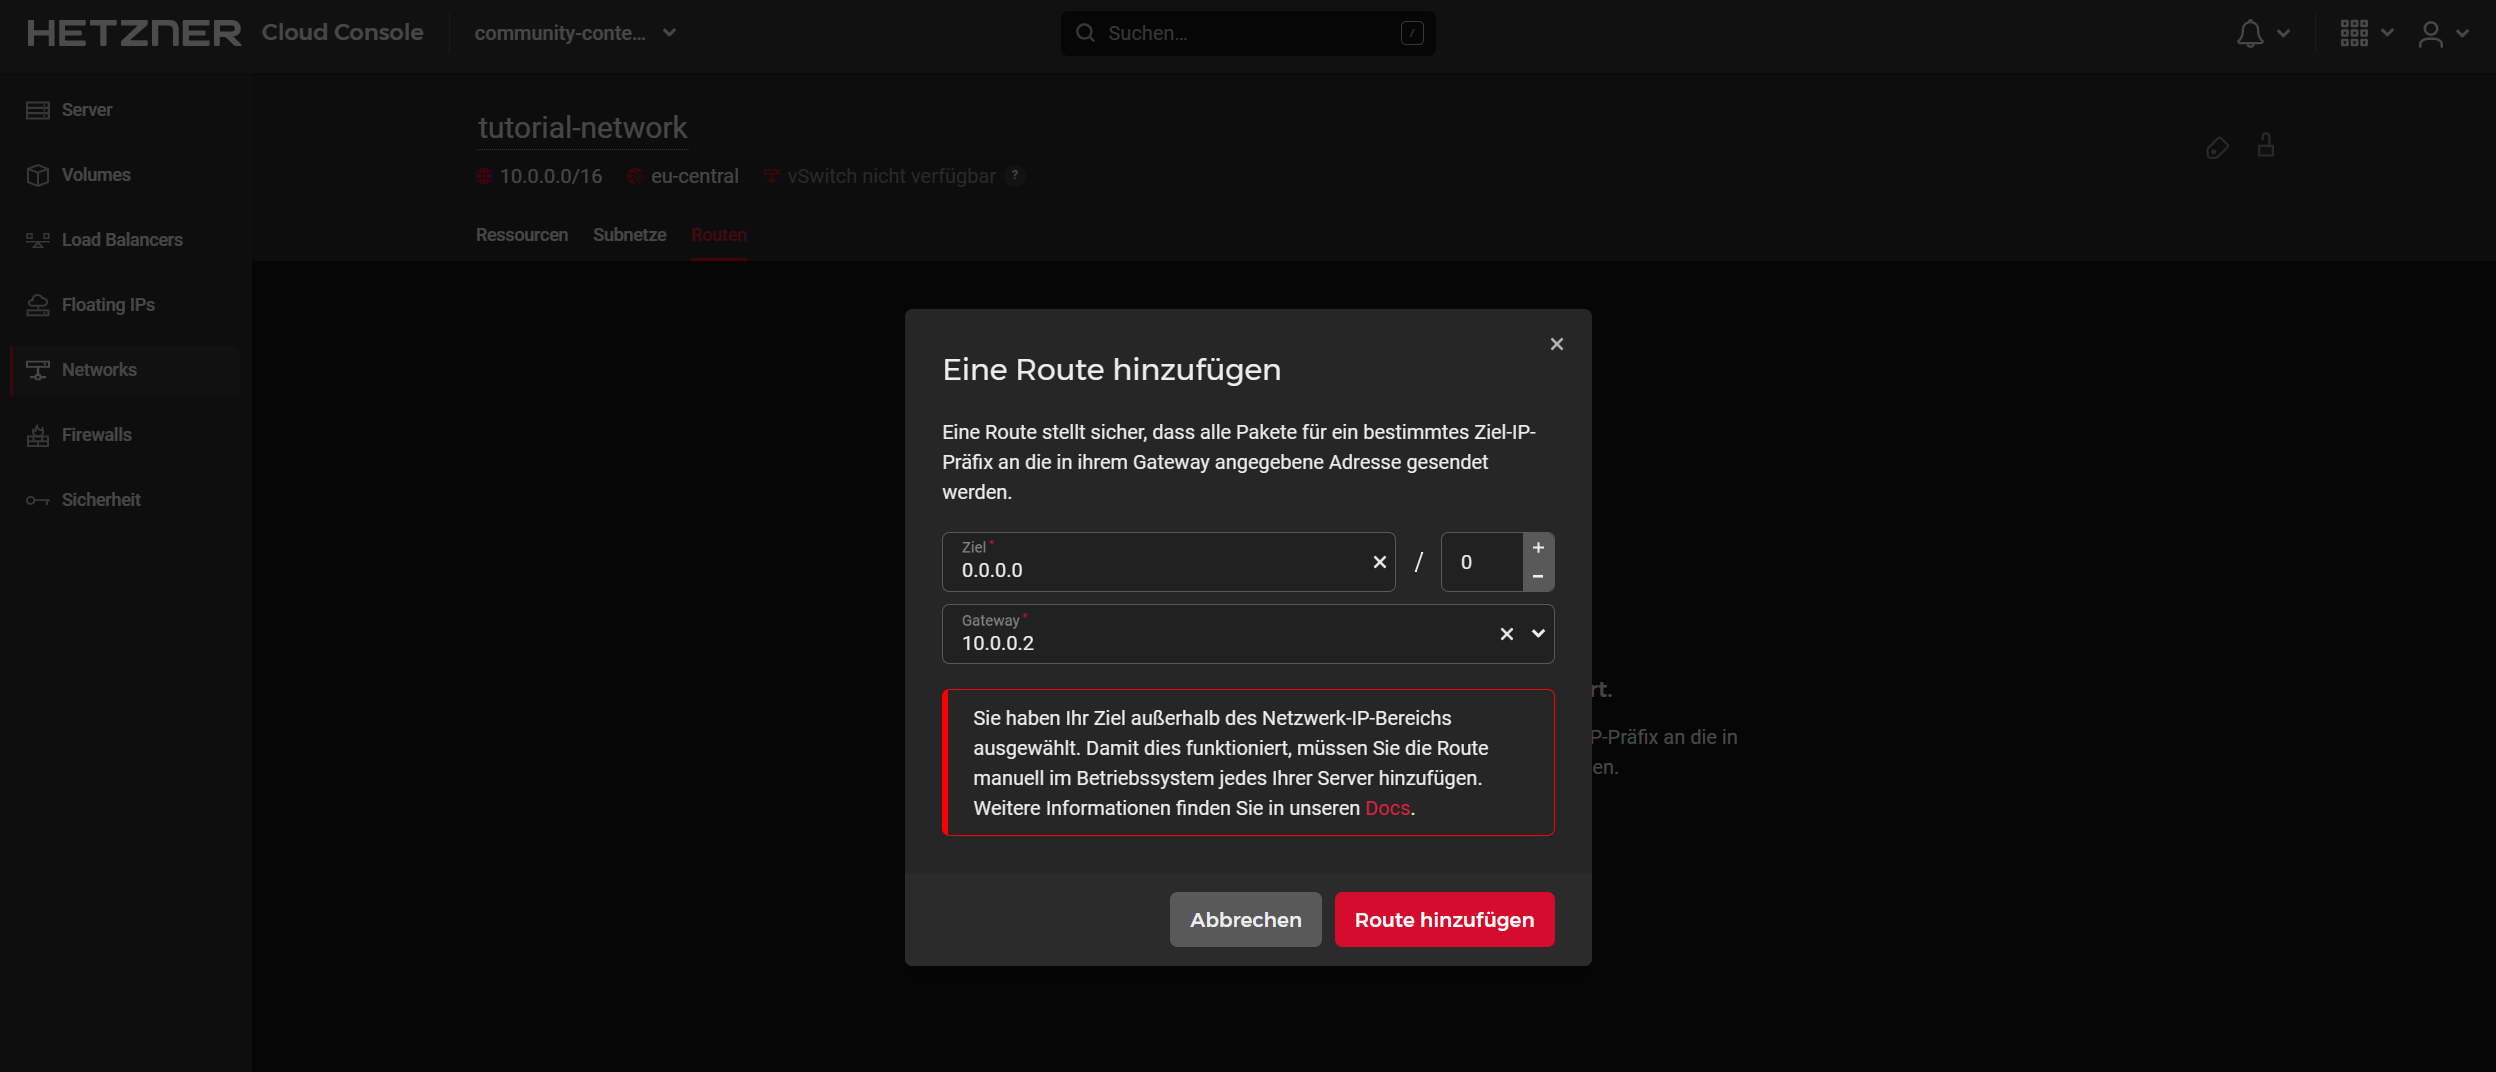 HETZNER Cloud Console
community-conte...
Suchen...
/
Server
Volumes
Load Balancers
Floating IPs
Networks
Firewalls
Sicherheit
tutorial-network
10.0.0.0/16 eu-central vSwitch nicht verfügbar ?
Ressourcen Subnetze Routen
Eine Route hinzufügen
Eine Route stellt sicher, dass alle Pakete für ein bestimmtes Ziel-IP-
Präfix an die in ihrem Gateway angegebene Adresse gesendet
werden.
Ziel *
0.0.0.0 / 0
Gateway *
10.0.0.2
Sie haben Ihr Ziel außerhalb des Netzwerk-IP-Bereichs
ausgewählt. Damit dies funktioniert, müssen Sie die Route
manuell im Betriebssystem jedes Ihrer Server hinzufügen.
Weitere Informationen finden Sie in unseren Docs.
Abbrechen Route hinzufügen
rt.
P-Präfix an die in
en.